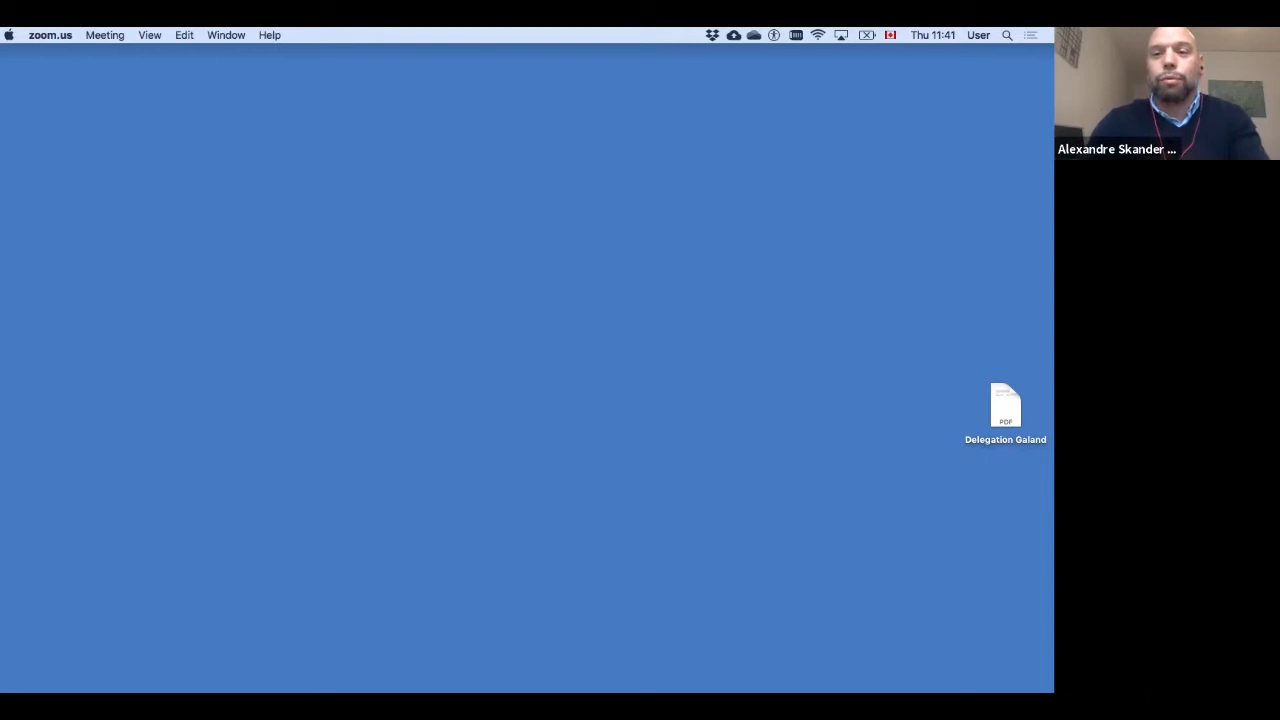 zoom.us Meeting View Edit Window Help Thu 11:41 User
Alexandre Skander ...
PDF
Delegation Galand